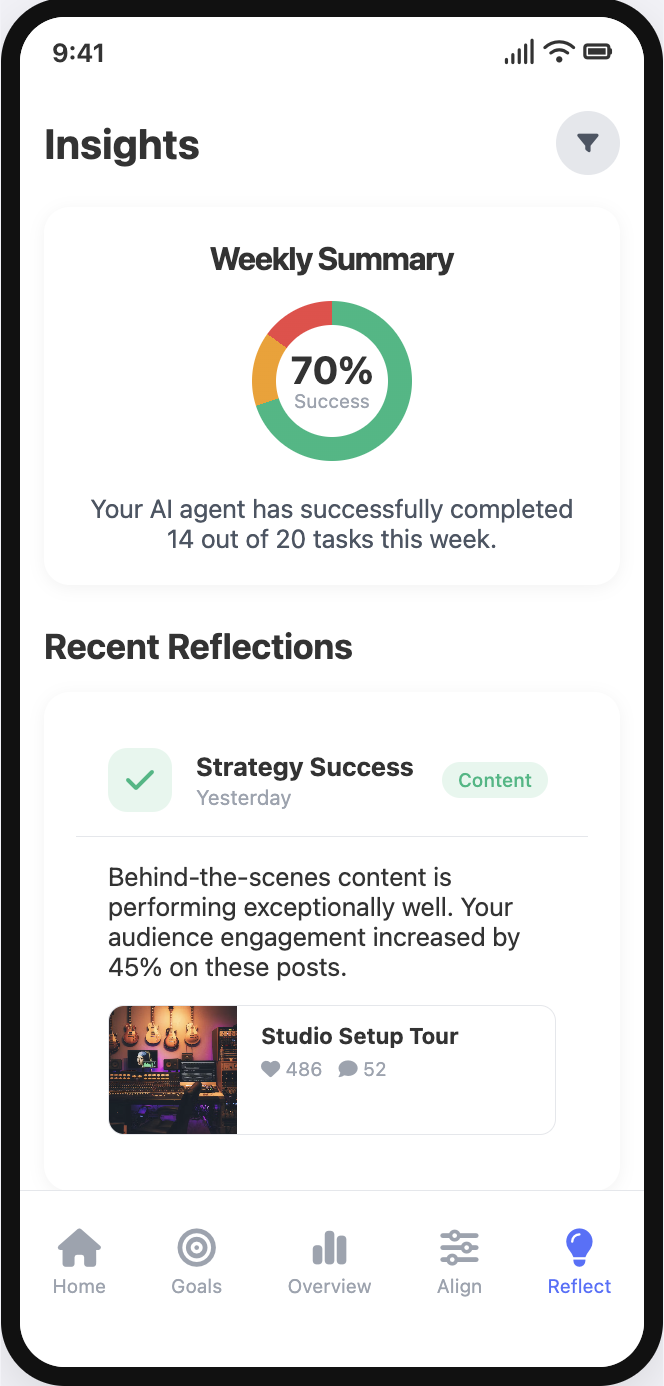 9:41
Insights
Weekly Summary
70%
Success
Your AI agent has successfully completed
14 out of 20 tasks this week.
Recent Reflections
Strategy Success
Content
Yesterday
Behind-the-scenes content is
performing exceptionally well. Your
audience engagement increased by
45% on these posts.
Studio Setup Tour
486 52
Home Goals Overview Align Reflect